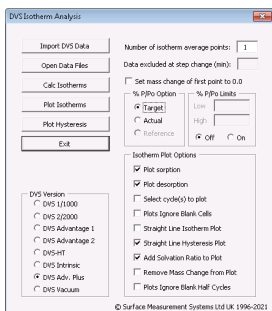 DVS Isotherm Analysis
Import DVS Data
Open Data Files
Calc Isotherms
Plot Isotherms
Plot Hysteresis
Exit
Number of isotherm average points: 1
Data excluded at step change (min):
Set mass change of first point to 0.0
% P/Po Option
Target
Actual
Reference
% P/Po Limits
Low
High
Off On
DVS Version
DVS 1/1000
DVS 2/2000
DVS Advantage 1
DVS Advantage 2
DVS-HT
DVS Intrinsic
DVS Adv. Plus
DVS Vacuum
Isotherm Plot Options
Plot sorption
Plot desorption
Select cycle(s) to plot
Plots Ignore Blank Cells
Straight Line Isotherm Plot
Straight Line Hysteresis Plot
Add Solvation Ratio to Plot
Remove Mass Change from Plot
Plots Ignore Blank Half Cycles
© Surface Measurement Systems Ltd UK 1996-2021